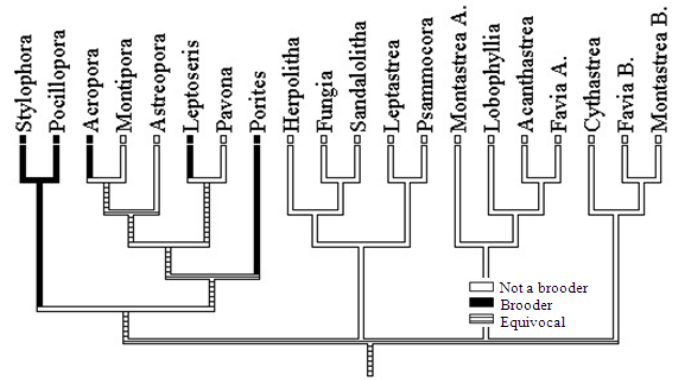 Stylophora
Pocillopora
Acropora
Montipora
Astreopora
Leptoseris
Pavona
Porites
Herpolitha
Fungia
Sandalolitha
Leptastrea
Psammocora
Montastrea A.
Lobophyllia
Acanthastrea
Favia A.
Cythastrea
Favia B.
Montastrea B.
Not a brooder
Brooder
Equivocal